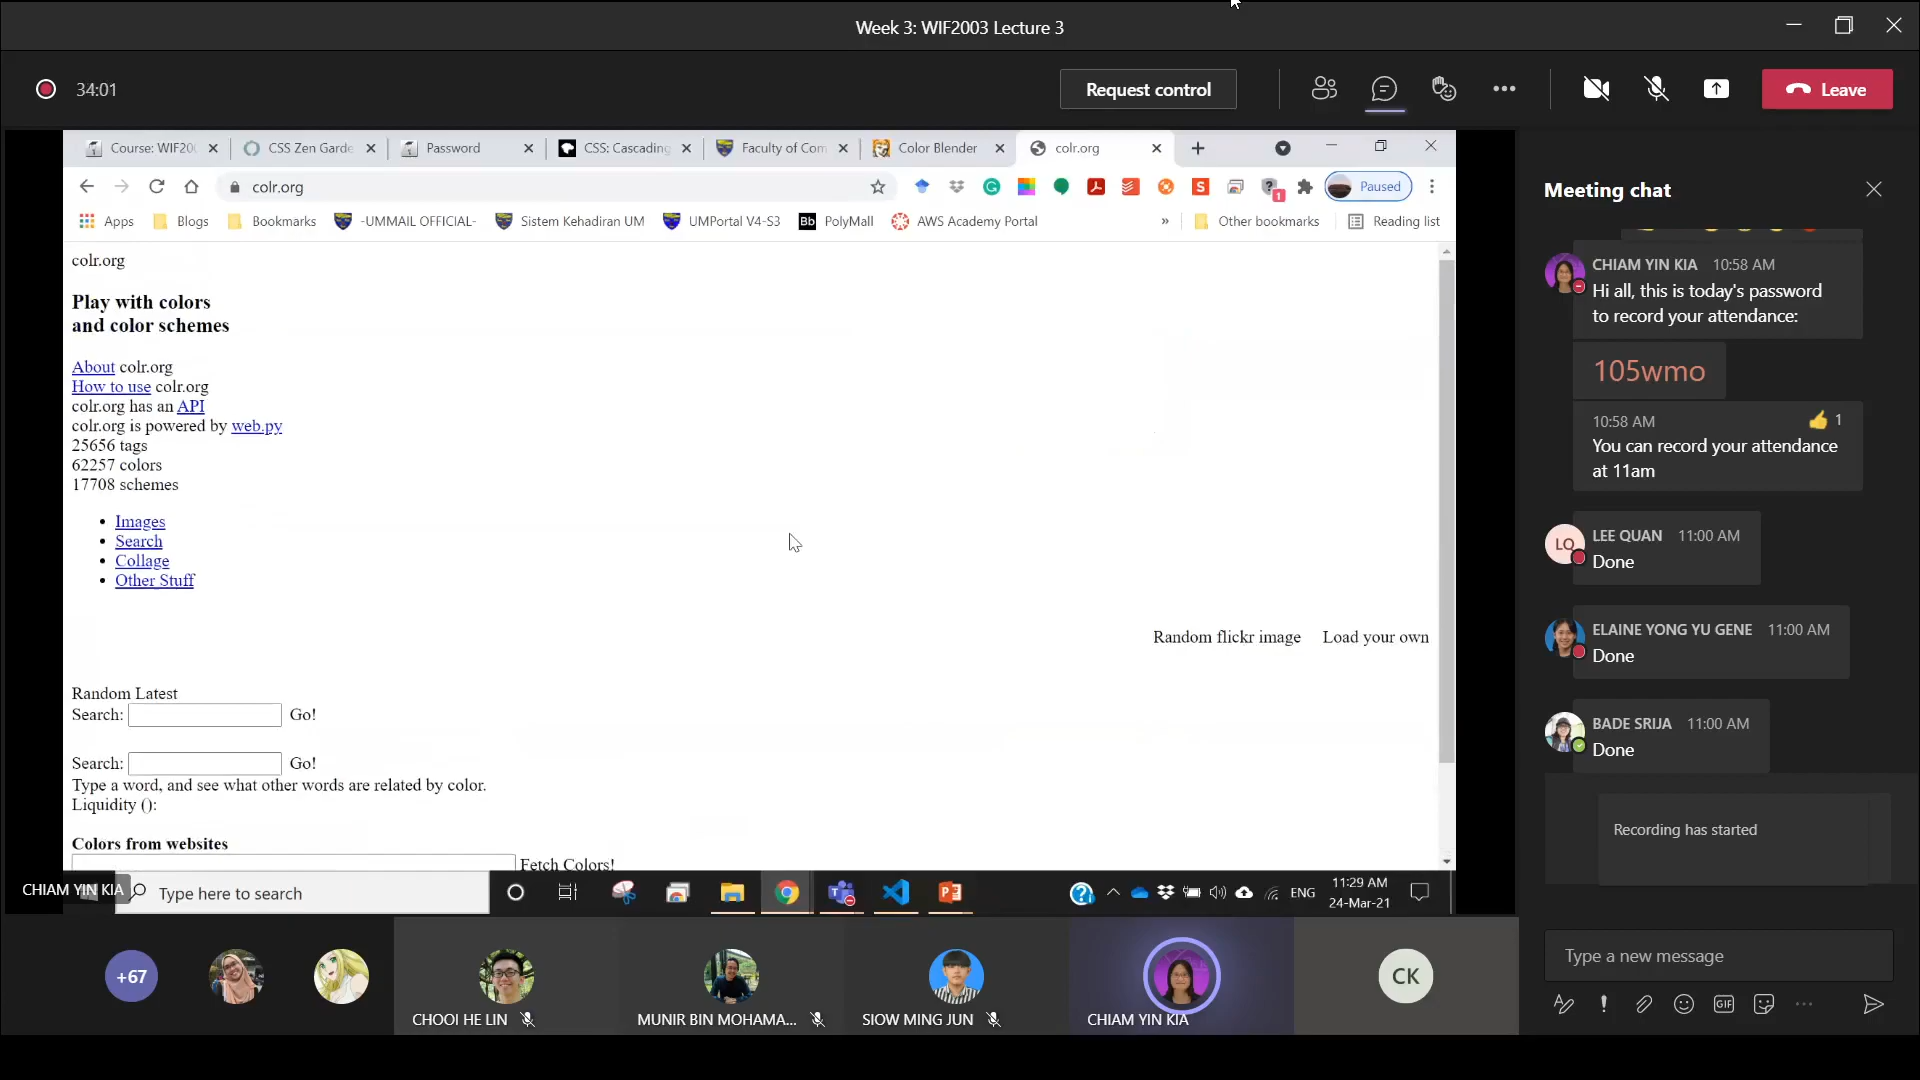 Week 3: WIF2003 Lecture 3
34:01
Request control
Leave
Course: WIF20
CSS Zen Garde
Password
CSS: Cascading
Faculty of Com
Color Blender
colr.org
colr.org
Paused
Apps
Blogs
Bookmarks
-UMMAIL OFFICIAL-
Sistem Kehadiran UM
UMPortal V4-S3
Bb PolyMall
AWS Academy Portal
»
Other bookmarks
Reading list
colr.org
Play with colors
and color schemes
About colr.org
How to use colr.org
colr.org has an API
colr.org is powered by web.py
25656 tags
62257 colors
17708 schemes
• Images
• Search
• Collage
• Other Stuff
Random flickr image Load your own
Random Latest
Search: Go!
Search: Go!
Type a word, and see what other words are related by color.
Liquidity ():
Colors from websites
Fetch Colors!
CHIAM YIN KIA
Type here to search
ENG
11:29 AM
24-Mar-21
+67
CHOOI HE LIN
MUNIR BIN MOHAMA...
SIOW MING JUN
CHIAM YIN KIA
CK
Meeting chat
CHIAM YIN KIA 10:58 AM
Hi all, this is today's password
to record your attendance:
105wmo
10:58 AM 1
You can record your attendance
at 11am
LQ
LEE QUAN 11:00 AM
Done
ELAINE YONG YU GENE 11:00 AM
Done
BADE SRIJA 11:00 AM
Done
Recording has started
Type a new message
GIF